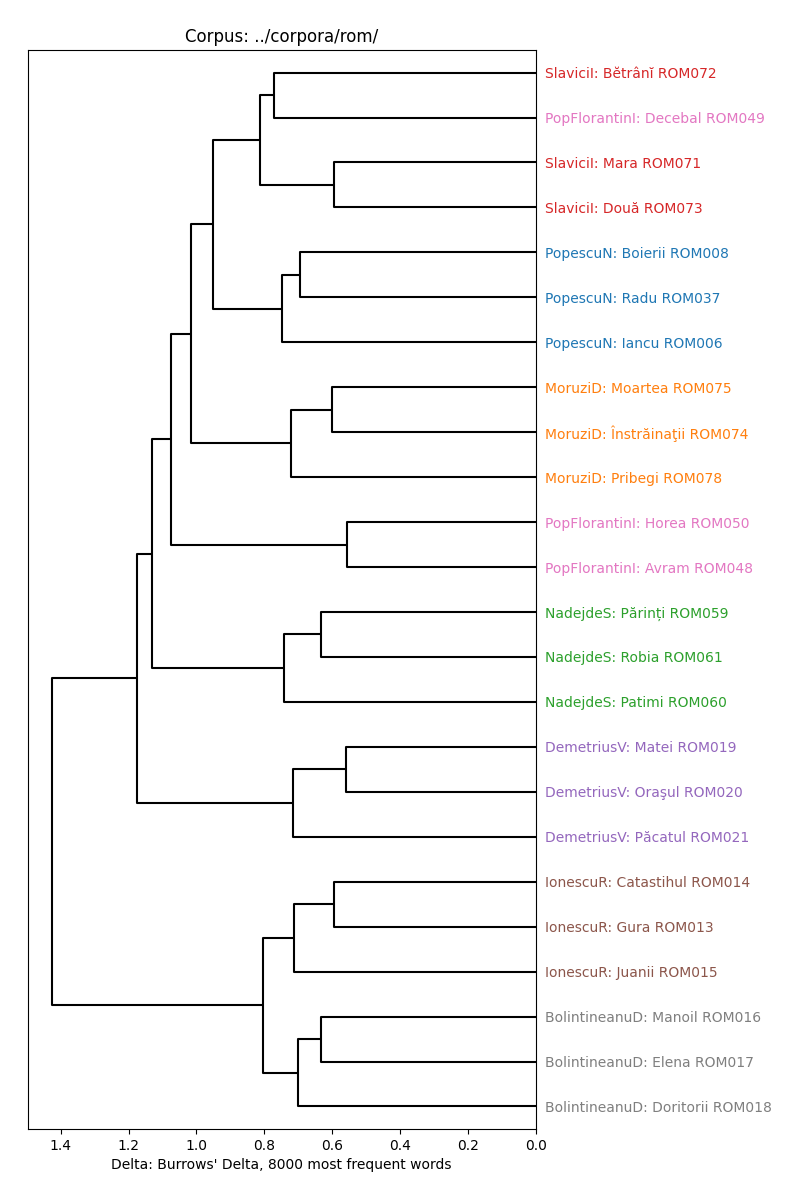 Corpus: ../corpora/rom/
SlaviciI: Bĕtrânĭ ROM072
PopFlorantinI: Decebal ROM049
SlaviciI: Mara ROM071
SlaviciI: Două ROM073
PopescuN: Boierii ROM008
PopescuN: Radu ROM037
PopescuN: Iancu ROM006
MoruziD: Moartea ROM075
MoruziD: Înstrăinaţii ROM074
MoruziD: Pribegi ROM078
PopFlorantinI: Horea ROM050
PopFlorantinI: Avram ROM048
NadejdeS: Părinți ROM059
NadejdeS: Robia ROM061
NadejdeS: Patimi ROM060
DemetriusV: Matei ROM019
DemetriusV: Oraşul ROM020
DemetriusV: Păcatul ROM021
IonescuR: Catastihul ROM014
IonescuR: Gura ROM013
IonescuR: Juanii ROM015
BolintineanuD: Manoil ROM016
BolintineanuD: Elena ROM017
BolintineanuD: Doritorii ROM018
1.4 1.2 1.0 0.8 0.6 0.4 0.2 0.0
Delta: Burrows' Delta, 8000 most frequent words